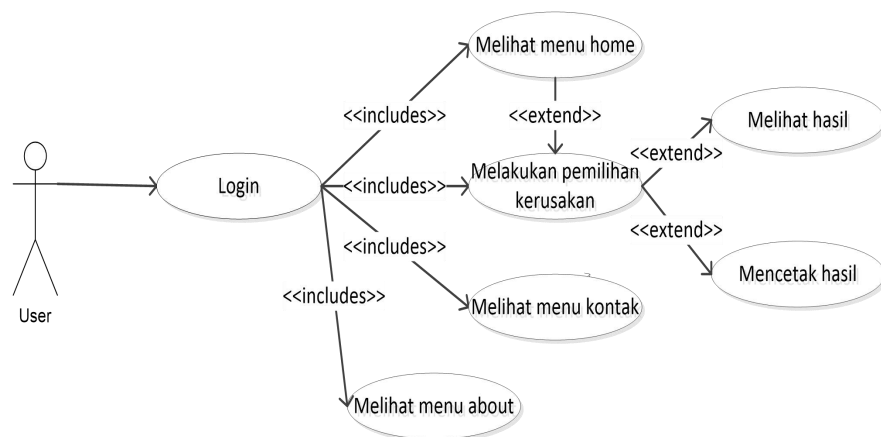 Melihat menu home
<<includes>>
<<extend>>
Melihat hasil
<<extend>>
Login
<<includes>>
Melakukan pemilihan
kerusakan
<<extend>>
<<includes>>
Mencetak hasil
<<includes>>
Melihat menu kontak
User
Melihat menu about